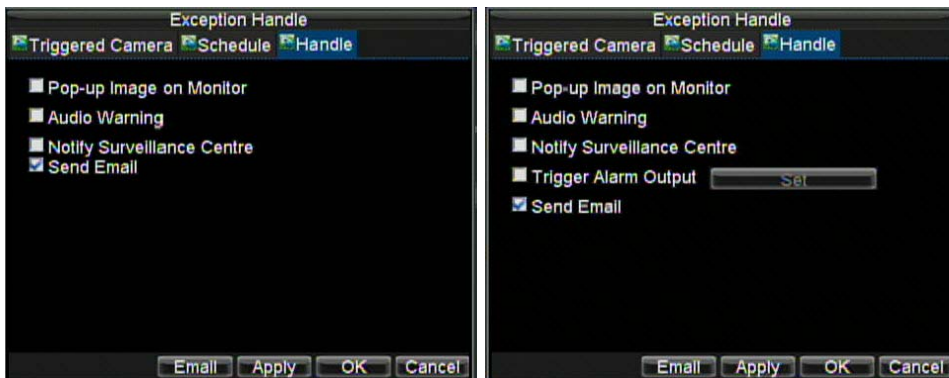 Exception Handle
Triggered Camera Schedule Handle
Pop-up Image on Monitor
Audio Warning
Notify Surveillance Centre
Send Email
Email Apply OK Cancel
Exception Handle
Triggered Camera Schedule Handle
Pop-up Image on Monitor
Audio Warning
Notify Surveillance Centre
Trigger Alarm Output Set
Send Email
Email Apply OK Cancel